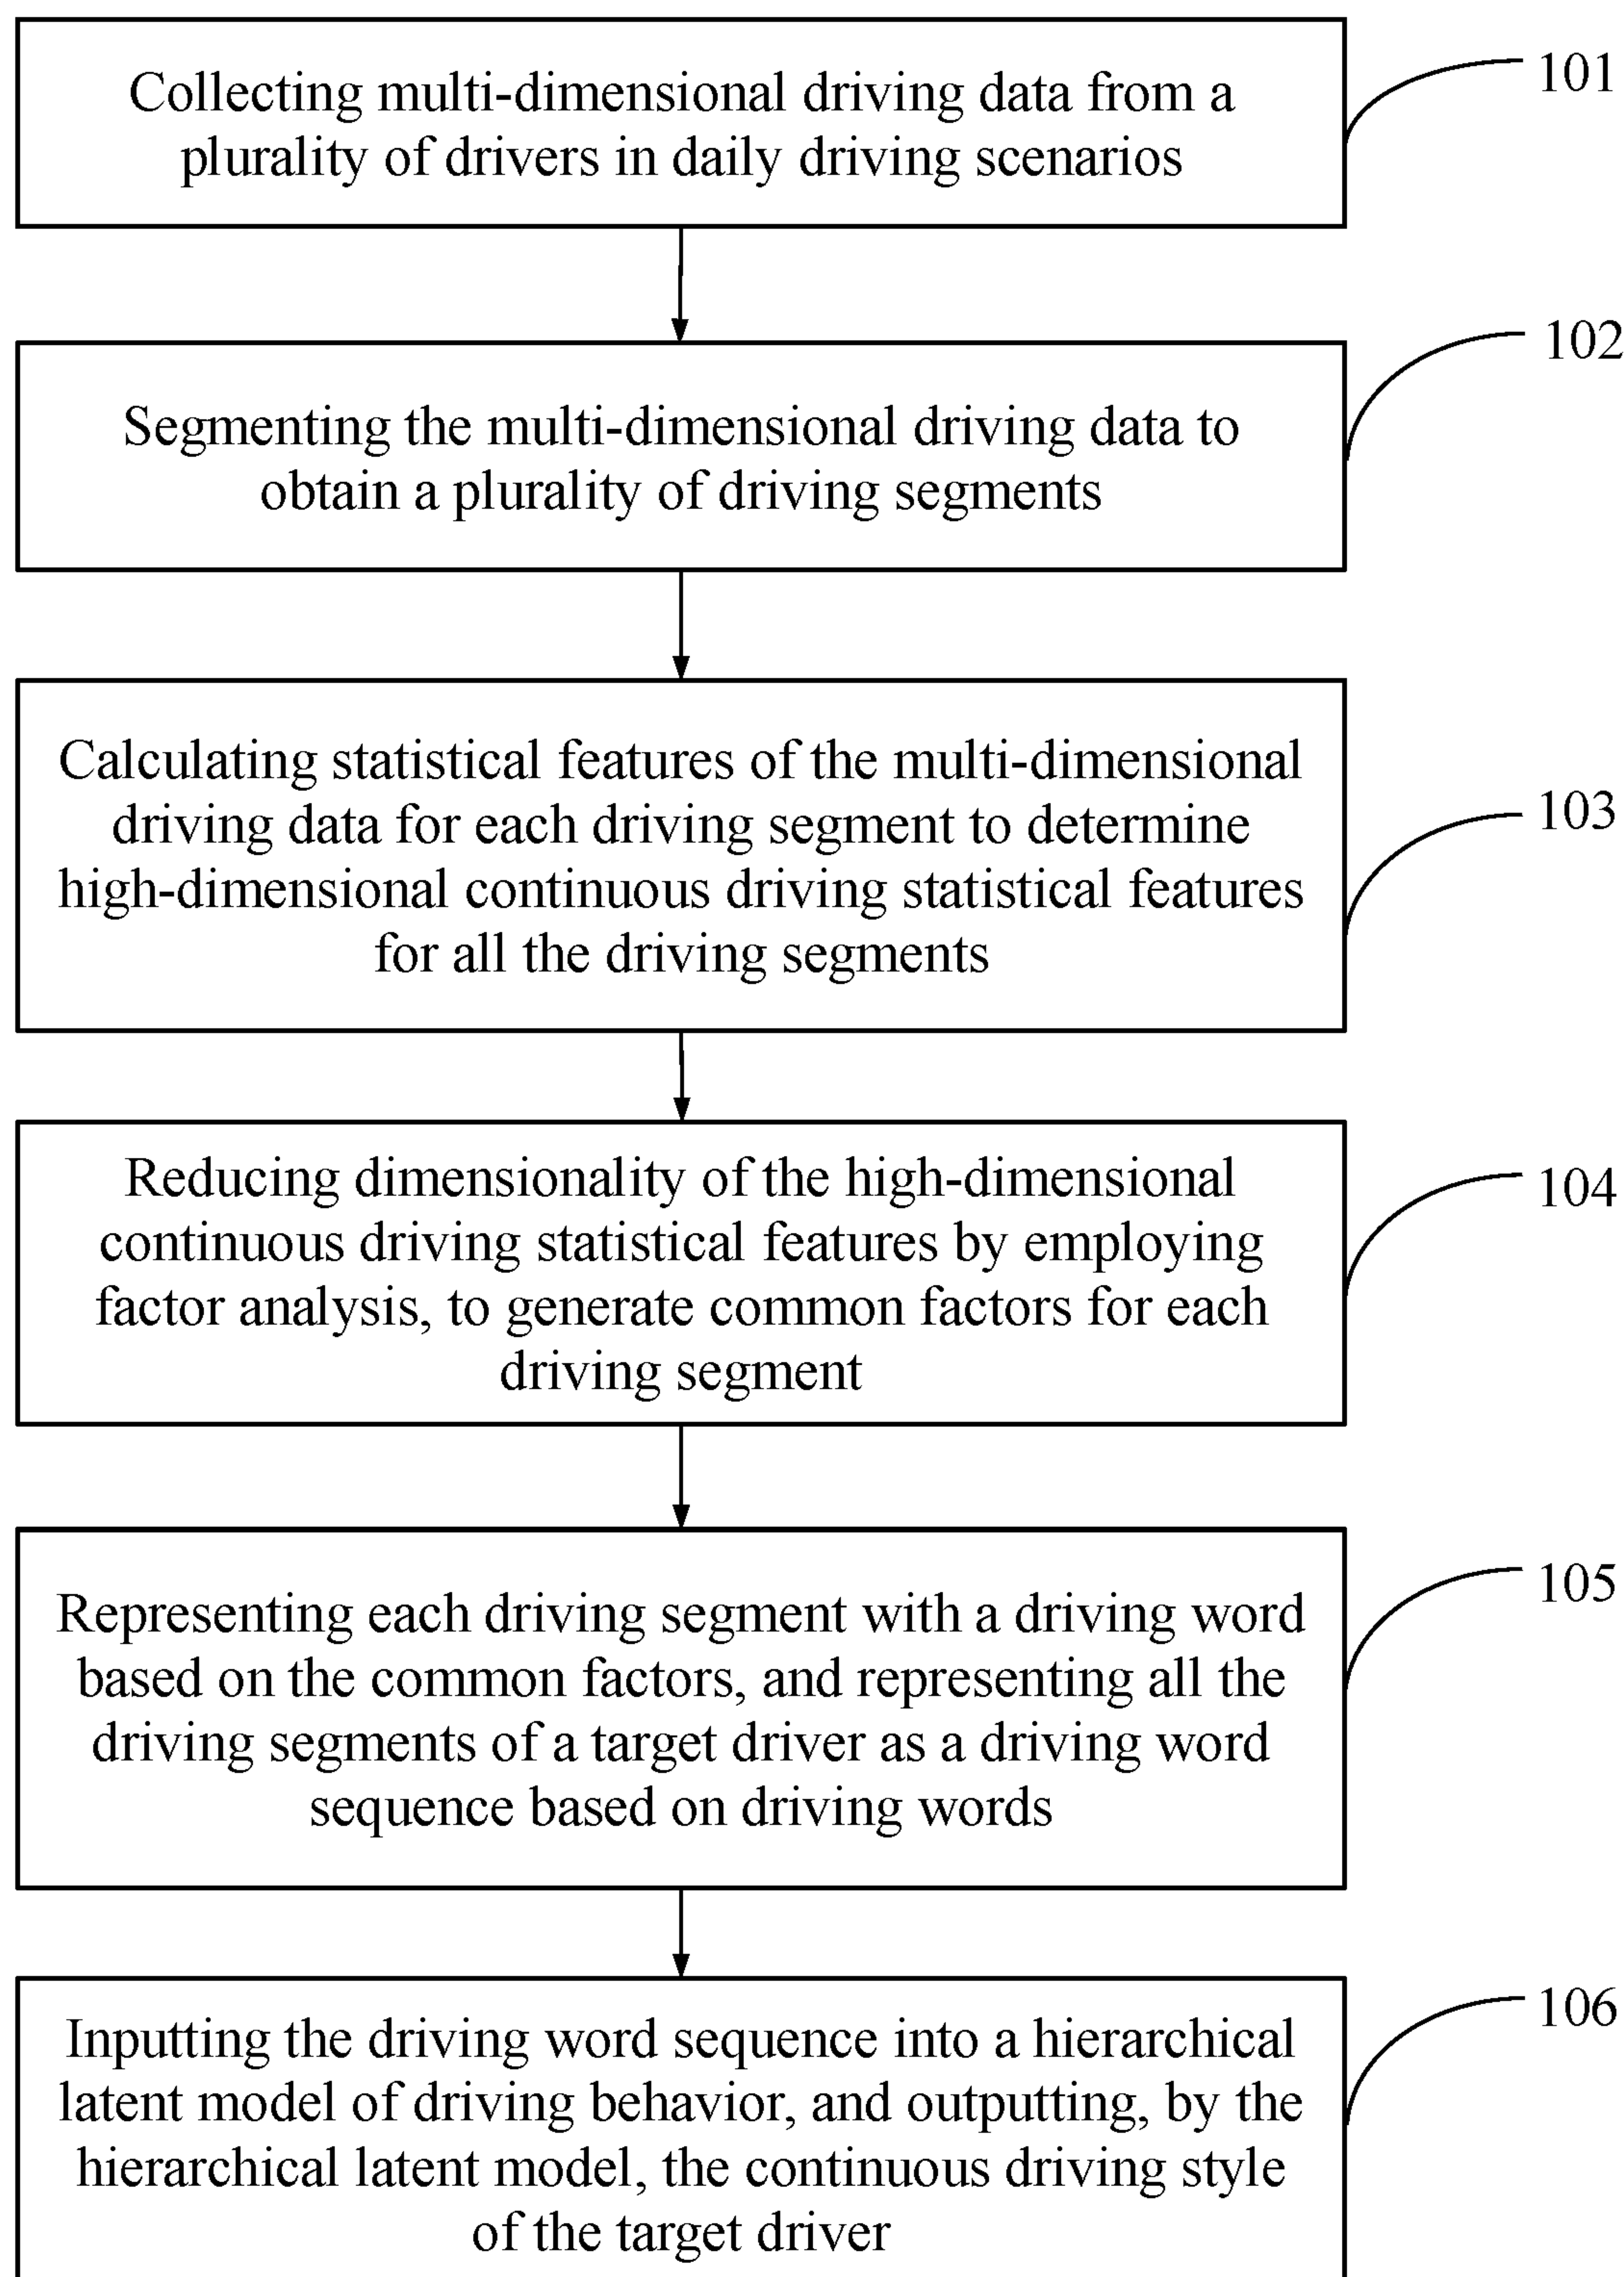 Collecting multi-dimensional driving data from a
plurality of drivers in daily driving scenarios
101
Segmenting the multi-dimensional driving data to
obtain a plurality of driving segments
102
Calculating statistical features of the multi-dimensional
driving data for each driving segment to determine
high-dimensional continuous driving statistical features
for all the driving segments
103
Reducing dimensionality of the high-dimensional
continuous driving statistical features by employing
factor analysis, to generate common factors for each
driving segment
104
Representing each driving segment with a driving word
based on the common factors, and representing all the
driving segments of a target driver as a driving word
sequence based on driving words
105
Inputting the driving word sequence into a hierarchical
latent model of driving behavior, and outputting, by the
hierarchical latent model, the continuous driving style
of the target driver
106